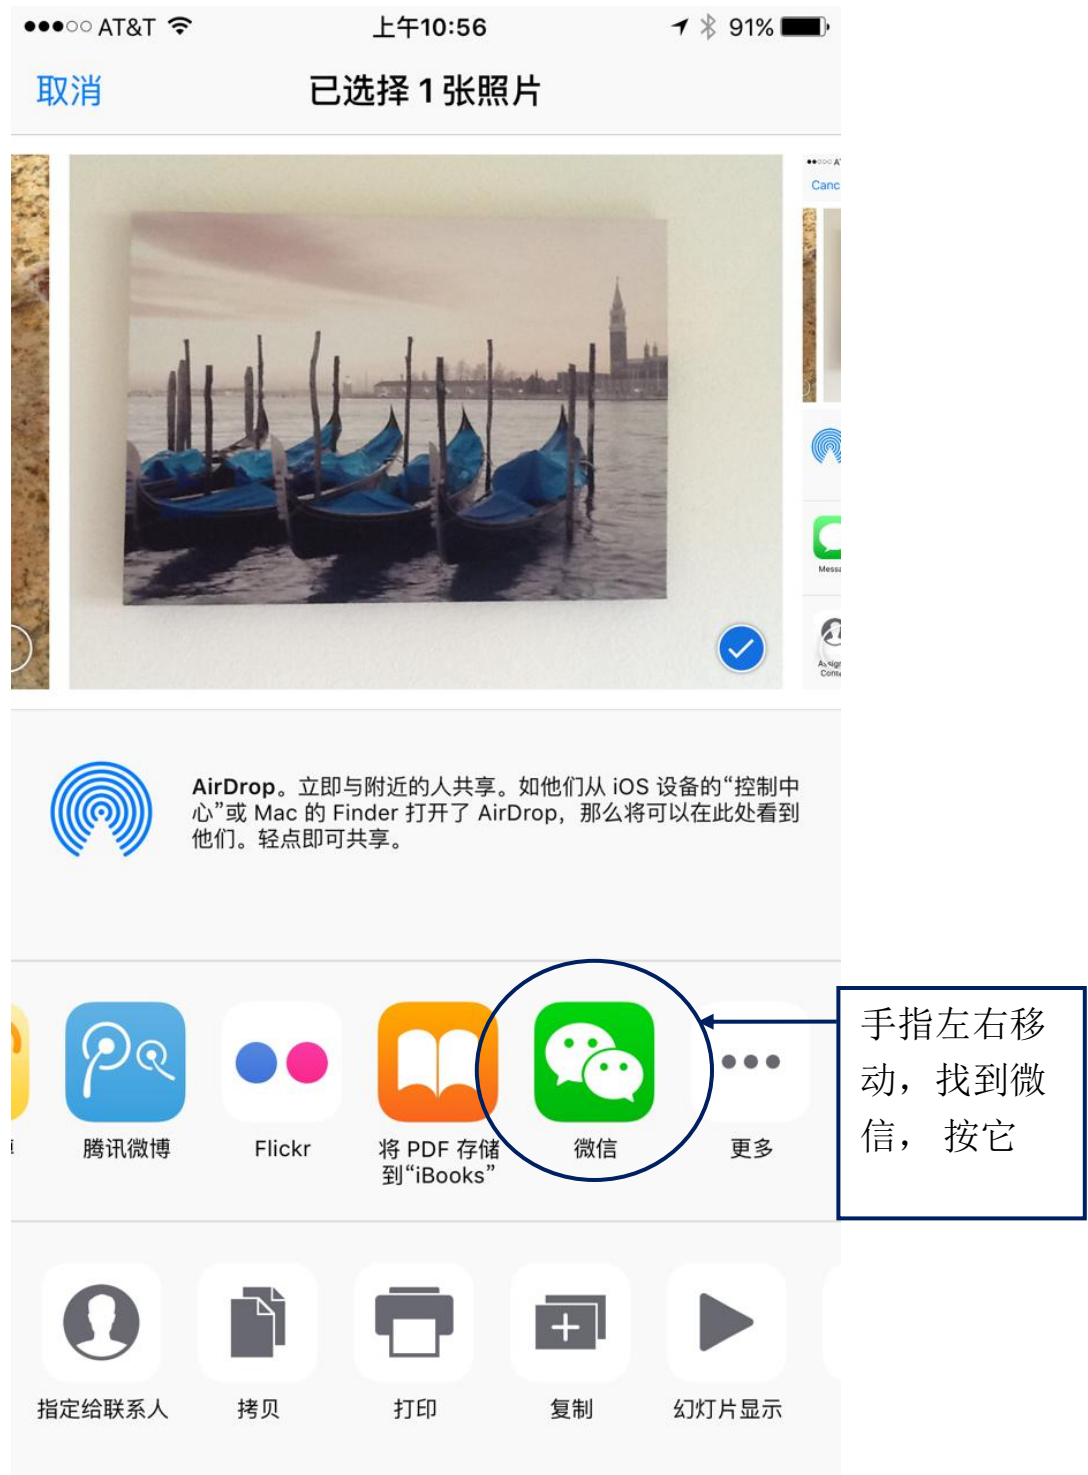 AT&T 上午10:56 91%
取消 已选择 1 张照片
Canc
Messa
AirDrop。立即与附近的人共享。如他们从 iOS 设备的“控制中
心”或 Mac 的 Finder 打开了 AirDrop，那么将可以在此处看到
他们。轻点即可共享。
腾讯微博 Flickr 将 PDF 存储 微信 更多
到“iBooks”
手指左右移
动，找到微
信， 按它
指定给联系人 拷贝 打印 复制 幻灯片显示